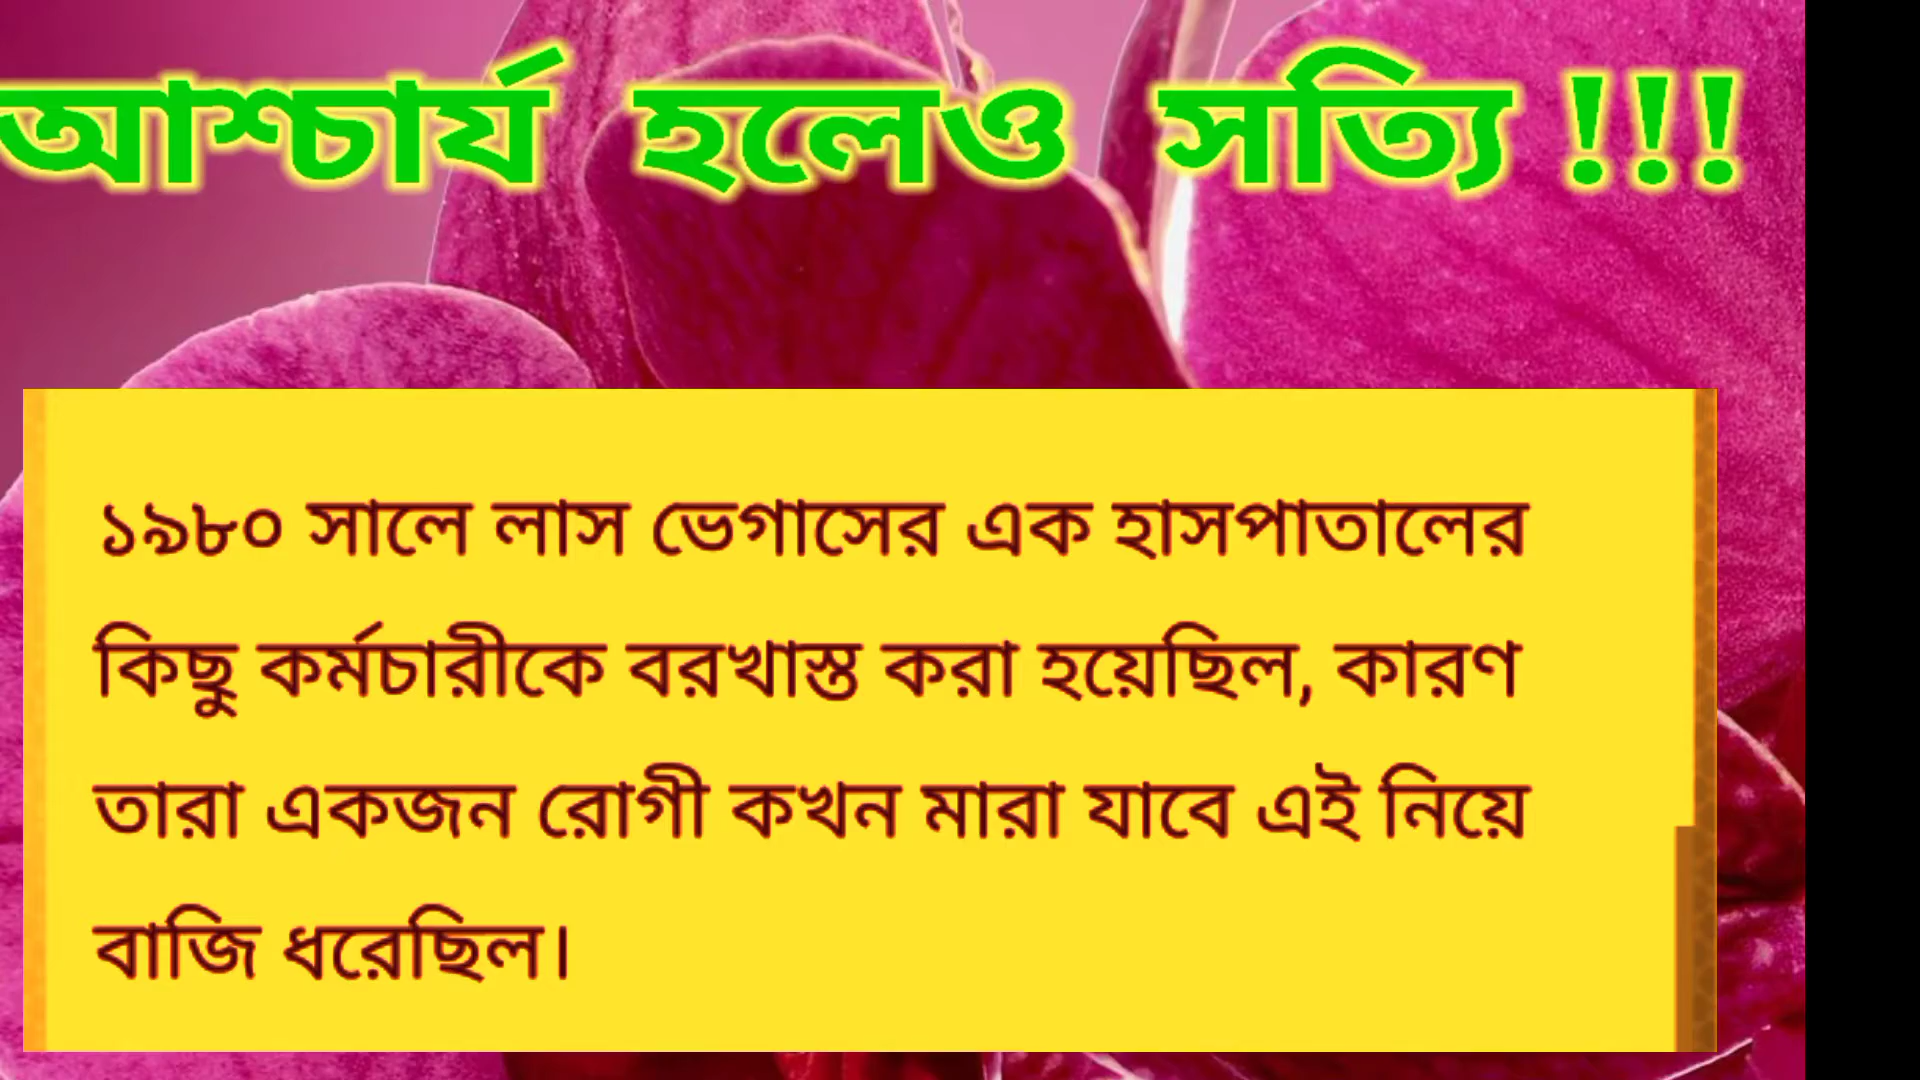 আশ্চার্য হলেও সত্যি !!!
১৯৮০ সালে লাস ভেগাসের এক হাসপাতালের
কিছু কর্মচারীকে বরখাস্ত করা হয়েছিল, কারণ
তারা একজন রোগী কখন মারা যাবে এই নিয়ে
বাজি ধরেছিল।